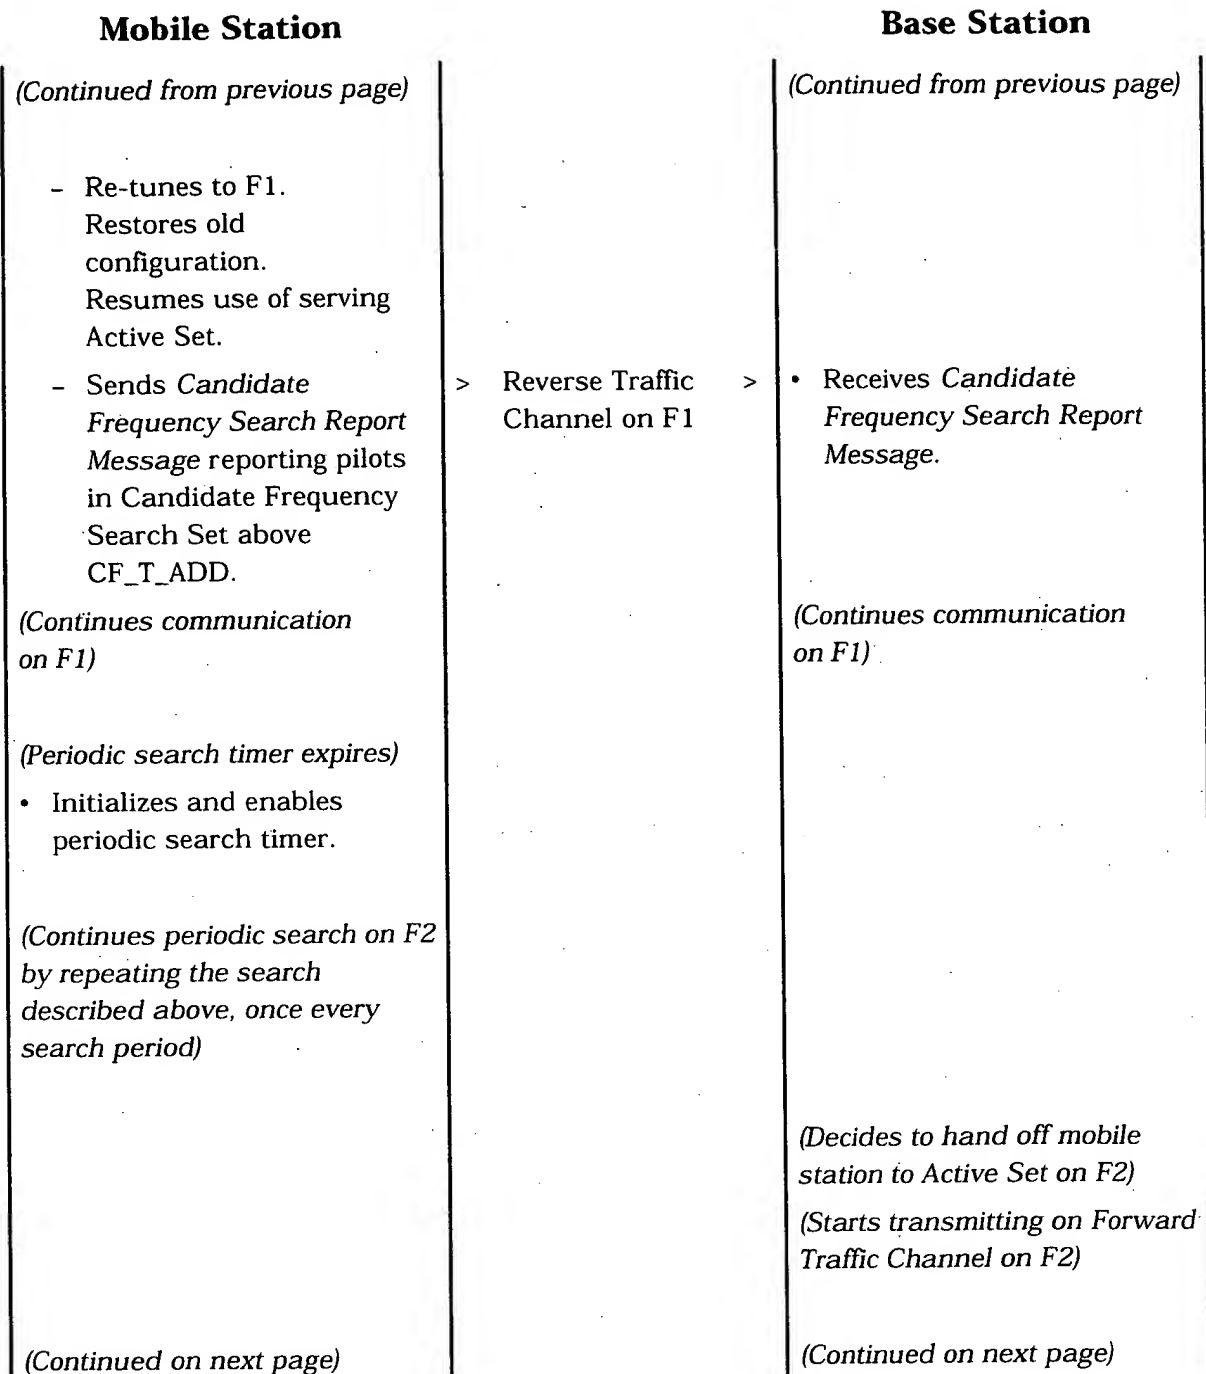 Mobile Station
Base Station
(Continued from previous page)
(Continued from previous page)
– Re-tunes to F1.
Restores old
configuration.
Resumes use of serving
Active Set.
– Sends Candidate
Frequency Search Report
Message reporting pilots
in Candidate Frequency
Search Set above
CF_T_ADD.
> Reverse Traffic >
Channel on F1
• Receives Candidate
Frequency Search Report
Message.
(Continues communication
on F1)
(Continues communication
on F1)
(Periodic search timer expires)
• Initializes and enables
periodic search timer.
(Continues periodic search on F2
by repeating the search
described above, once every
search period)
(Decides to hand off mobile
station to Active Set on F2)
(Starts transmitting on Forward
Traffic Channel on F2)
(Continued on next page)
(Continued on next page)